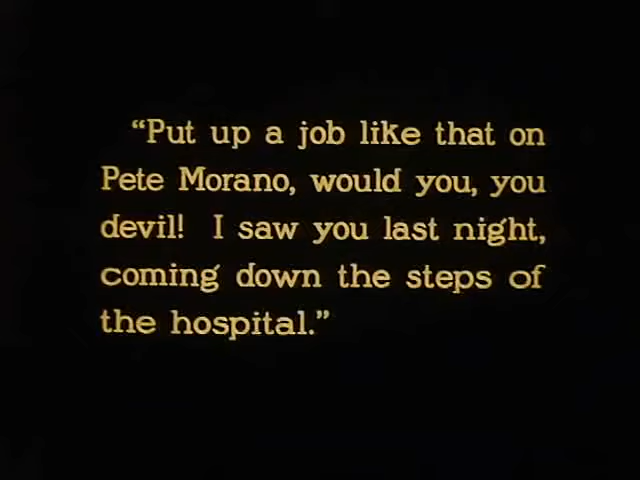 “Put up a job like that on
Pete Morano, would you, you
devil! I saw you last night,
coming down the steps of
the hospital.”